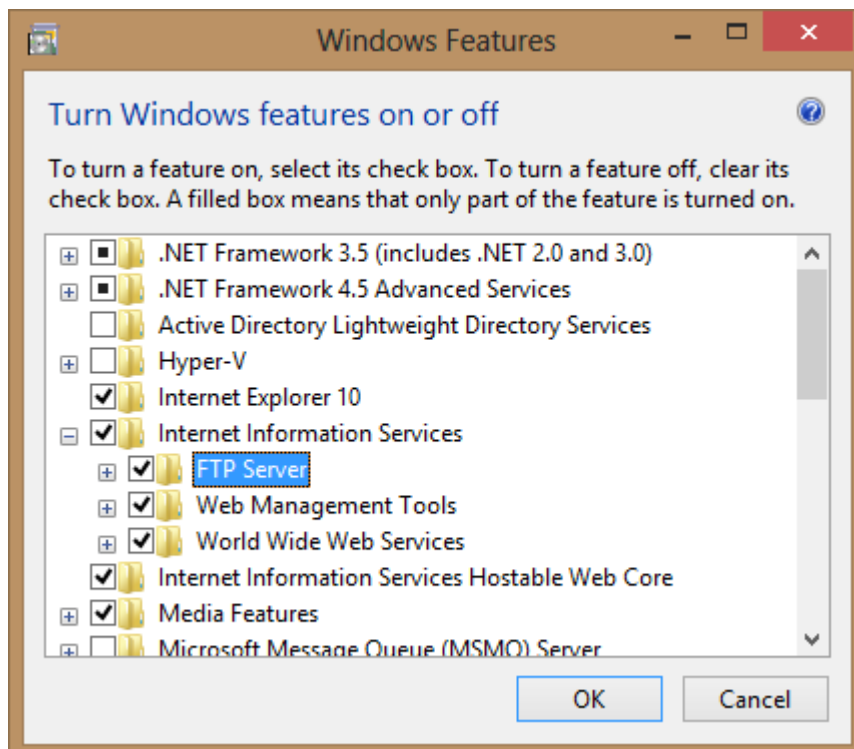 Windows Features
Turn Windows features on or off
To turn a feature on, select its check box. To turn a feature off, clear its
check box. A filled box means that only part of the feature is turned on.
.NET Framework 3.5 (includes .NET 2.0 and 3.0)
.NET Framework 4.5 Advanced Services
Active Directory Lightweight Directory Services
Hyper-V
Internet Explorer 10
Internet Information Services
FTP Server
Web Management Tools
World Wide Web Services
Internet Information Services Hostable Web Core
Media Features
Microsoft Message Queue (MSMO) Server
OK Cancel